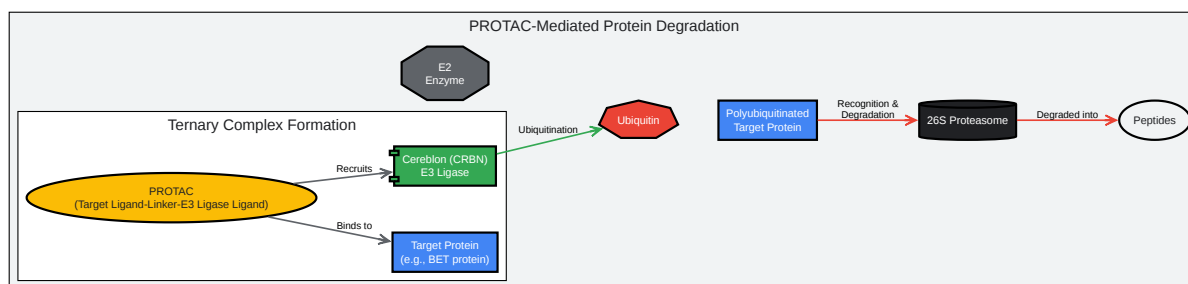 PROTAC-Mediated Protein Degradation
E2
Enzyme
Ternary Complex Formation
PROTAC
(Target Ligand-Linker-E3 Ligase Ligand)
Recruits
Binds to
Cereblon (CRBN)
E3 Ligase
Target Protein
(e.g., BET protein)
Ubiquitination
Ubiquitin
Polyubiquitinated
Target Protein
Recognition &
Degradation
26S Proteasome
Degraded into
Peptides